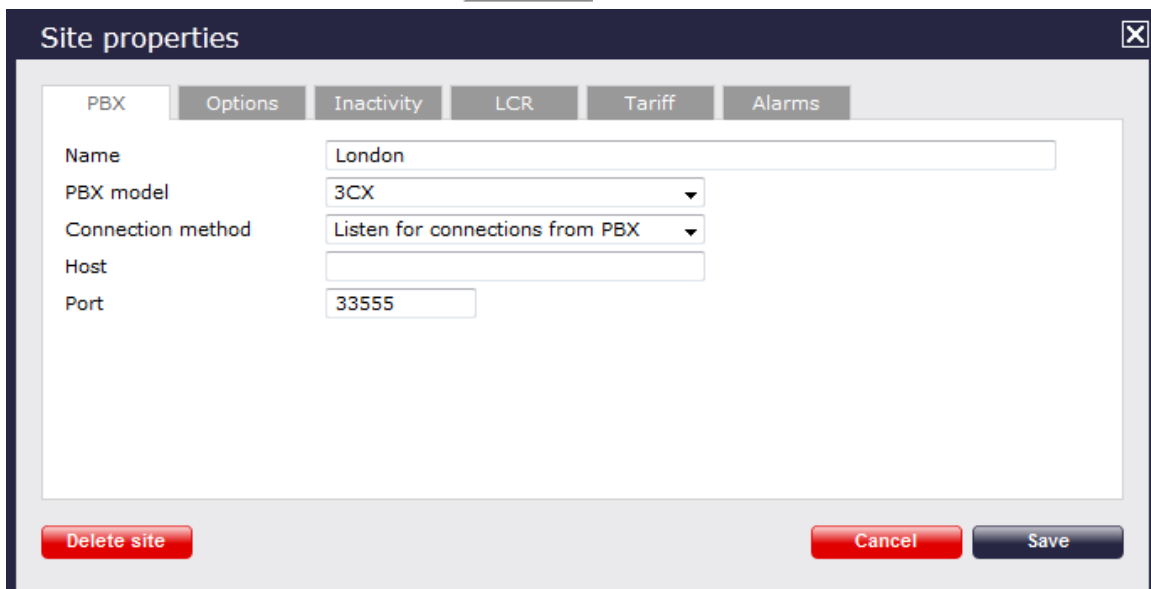 Site properties
PBX Options Inactivity LCR Tariff Alarms
Name London
PBX model 3CX
Connection method Listen for connections from PBX
Host
Port 33555
Delete site Cancel Save